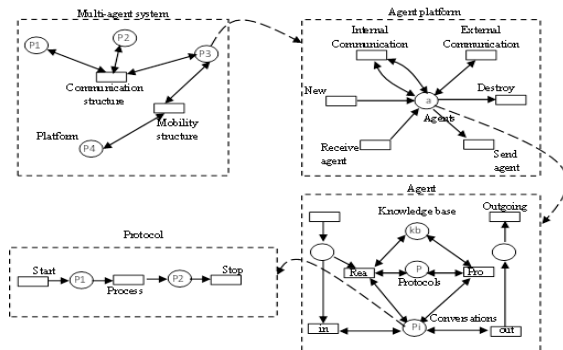 Multi-agent system
P1
P2
P3
Communication
structure
Mobility
structure
Platform
P4
Agent platform
Internal
Communication
External
Communication
New
Destroy
a
Agents
Receive
agent
Send
agent
Agent
Knowledge base
Outgoing
kb
Rea
P
Pro
Protocols
Conversations
in
Pi
out
Protocol
Start
P1
Process
P2
Stop